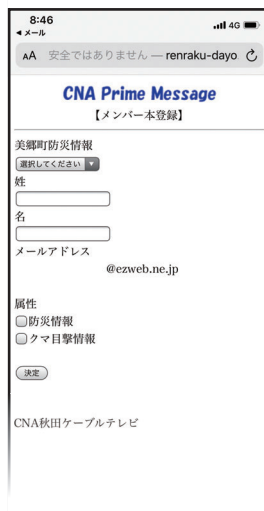 8:46
4G
◀ メール
AA 安全ではありません — renraku-dayo
CNA Prime Message
【メンバー本登録】
美郷町防災情報
選択してください
姓
名
メールアドレス
@ezweb.ne.jp
属性
防災情報
クマ目撃情報
決定
CNA秋田ケーブルテレビ